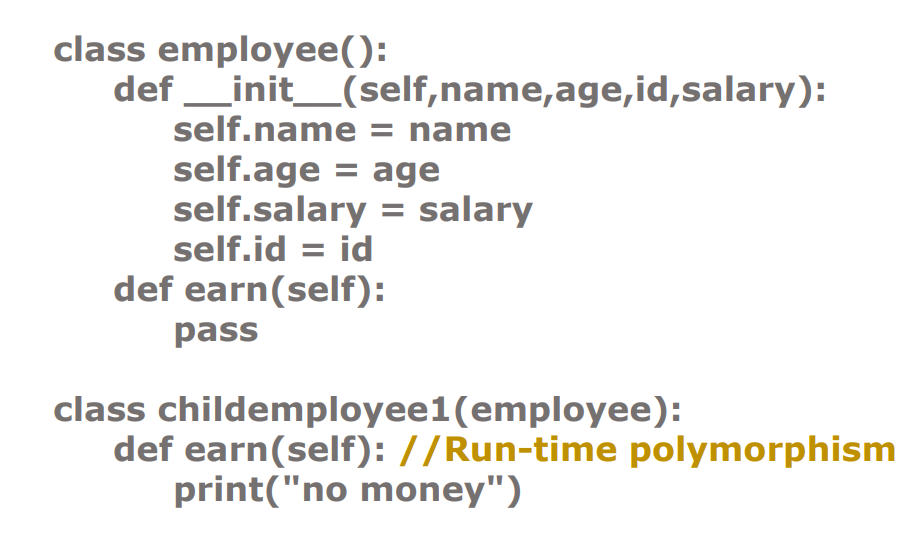 class employee():
def __init__(self,name,age,id,salary):
self.name = name
self.age = age
self.salary = salary
self.id = id
def earn(self):
pass
class childemployee1(employee):
def earn(self): //Run-time polymorphism
print("no money")